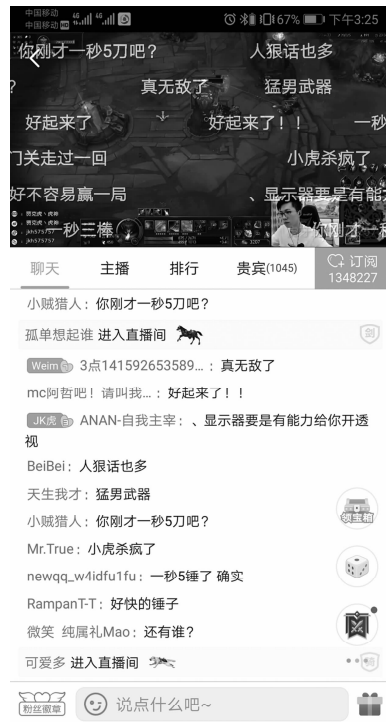 中国移动 4G 4G 67% 下午3:25
中国移动 HD
你刚才一秒5刀吧？ 人狠话也多
?
真无敌了 猛男武器
好起来了 好起来了！！ 一秒
门关走过一回 小虎杀疯了
好不容易赢一局 、显示器要是有能
一秒三棒 你刚才一
聊天 主播 排行 贵宾(1045) 订阅
1348227
小贼猎人：你刚才一秒5刀吧？
孤单想起谁 进入直播间 剑
Weim 3点141592653589...：真无敌了
mc阿哲吧！请叫我...：好起来了！！
JK虎 ANAN-自我主宰：、显示器要是有能力给你开透
视
BeiBei：人狠话也多
天生我才：猛男武器
小贼猎人：你刚才一秒5刀吧？
领宝箱
Mr.True：小虎杀疯了
newqq_w4idfu1fu：一秒5锤了 确实
RampanT-T：好快的锤子
微笑 纯属礼Mao：还有谁？
可爱多 进入直播间
粉丝徽章 说点什么吧~